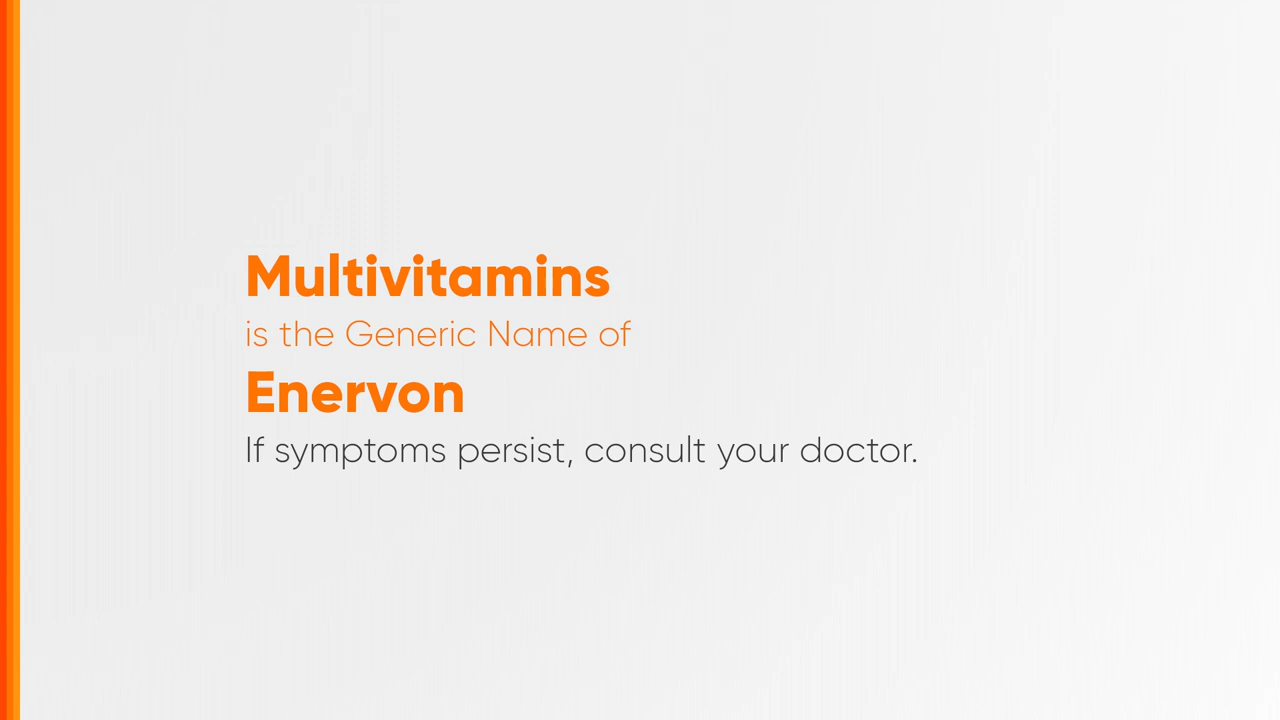 Multivitamins
is the Generic Name of
Enervon
If symptoms persist, consult your doctor.